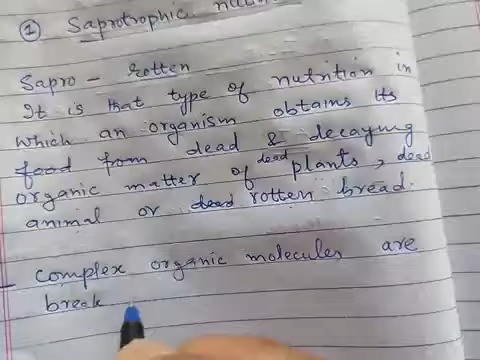 ① Saprotrophic
Sapro - rotten
It is that type of nutrition in
which an organism obtains its
food from dead & decaying
organic matter of dead plants, dead
animal or dead rotten bread.
- Complex organic molecules are
break